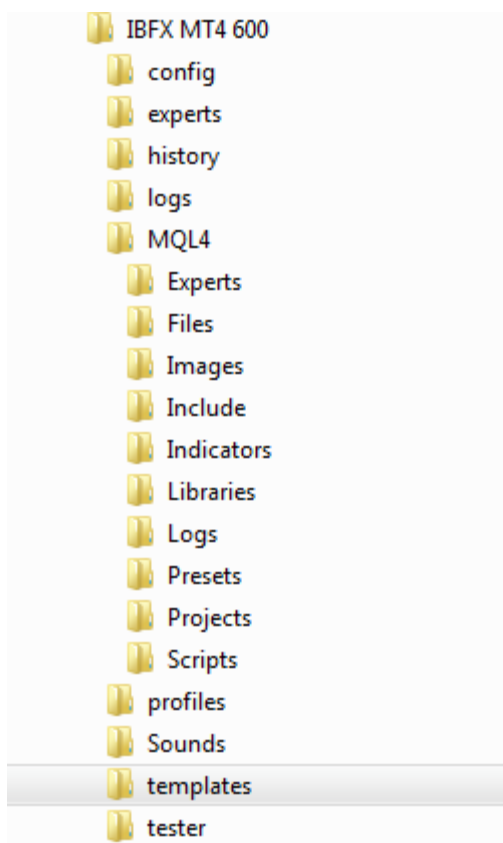 IBFX MT4 600
config
experts
history
logs
MQL4
Experts
Files
Images
Include
Indicators
Libraries
Logs
Presets
Projects
Scripts
profiles
Sounds
templates
tester